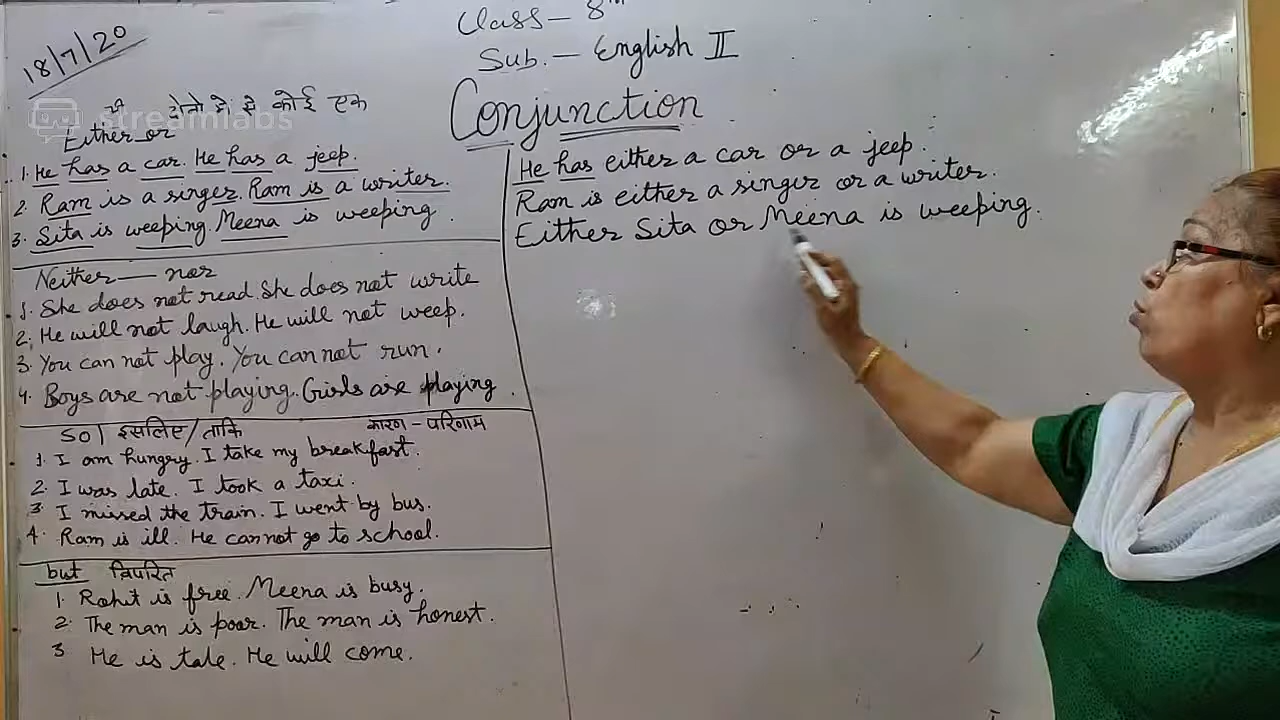 18/7/20
Class - 8th
Sub. - English II
Conjunction
streamlabs
या दोनों में से कोई एक
Either or
1. He has a car. He has a jeep.
2. Ram is a singer. Ram is a writer.
3. Sita is weeping. Meena is weeping.
Neither — nor
1. She does not read. She does not write
2. He will not laugh. He will not weep.
3. You can not play. You can not run.
4. Boys are not playing. Girls are playing.
so | इसलिए/ताकि कारण - परिणाम
1. I am hungry. I take my breakfast.
2. I was late. I took a taxi.
3 I missed the train. I went by bus.
4. Ram is ill. He cannot go to school.
but विपरित
1. Rohit is free. Meena is busy.
2. The man is poor. The man is honest.
3 He is tale. He will come.
He has either a car or a jeep.
Ram is either a singer or a writer.
Either Sita or Meena is weeping.